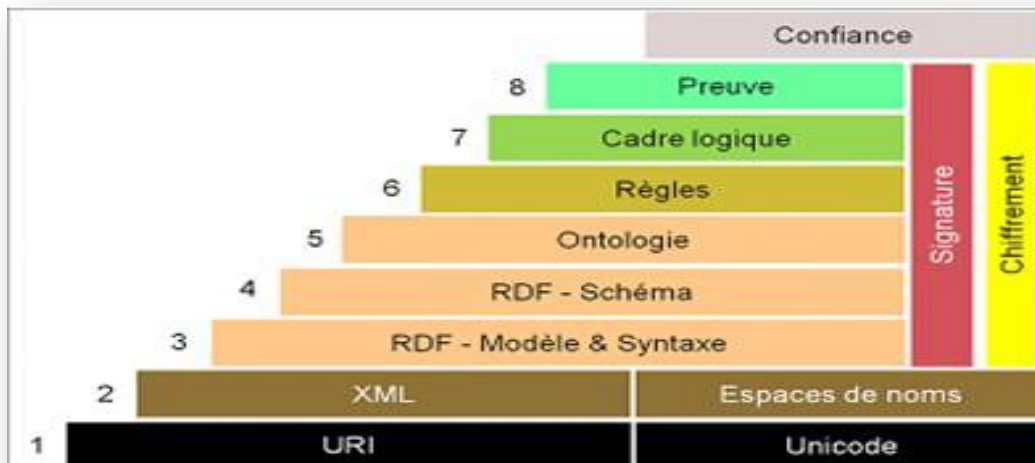 Confiance
8 Preuve
7 Cadre logique
6 Règles
5 Ontologie
4 RDF - Schéma
3 RDF - Modèle & Syntaxe
Signature
Chiffrement
2 XML Espaces de noms
1 URI Unicode